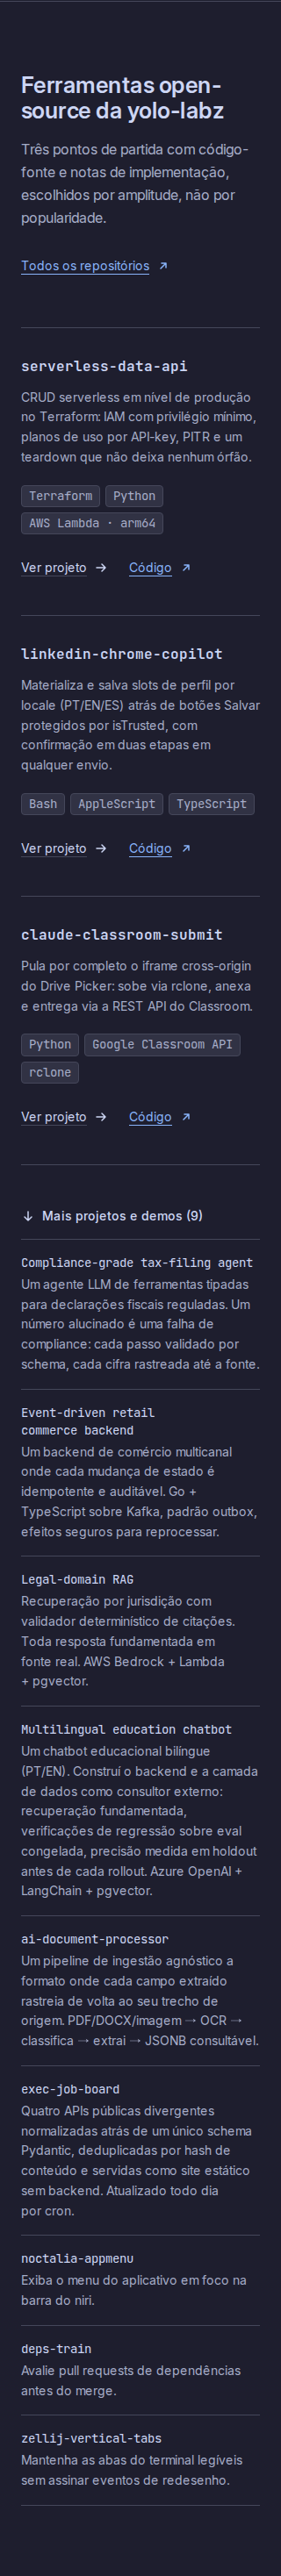 Ferramentas open-
source da yolo-labz
Três pontos de partida com código-
fonte e notas de implementação,
escolhidos por amplitude, não por
popularidade.
Todos os repositórios ↗
serverless-data-api
CRUD serverless em nível de produção
no Terraform: IAM com privilégio mínimo,
planos de uso por API-key, PITR e um
teardown que não deixa nenhum órfão.
Terraform Python
AWS Lambda · arm64
Ver projeto → Código ↗
linkedin-chrome-copilot
Materializa e salva slots de perfil por
locale (PT/EN/ES) atrás de botões Salvar
protegidos por isTrusted, com
confirmação em duas etapas em
qualquer envio.
Bash AppleScript TypeScript
Ver projeto → Código ↗
claude-classroom-submit
Pula por completo o iframe cross-origin
do Drive Picker: sobe via rclone, anexa
e entrega via a REST API do Classroom.
Python Google Classroom API
rclone
Ver projeto → Código ↗
↓ Mais projetos e demos (9)
Compliance-grade tax-filing agent
Um agente LLM de ferramentas tipadas
para declarações fiscais reguladas. Um
número alucinado é uma falha de
compliance: cada passo validado por
schema, cada cifra rastreada até a fonte.
Event-driven retail
commerce backend
Um backend de comércio multicanal
onde cada mudança de estado é
idempotente e auditável. Go +
TypeScript sobre Kafka, padrão outbox,
efeitos seguros para reprocessar.
Legal-domain RAG
Recuperação por jurisdição com
validador determinístico de citações.
Toda resposta fundamentada em
fonte real. AWS Bedrock + Lambda
+ pgvector.
Multilingual education chatbot
Um chatbot educacional bilíngue
(PT/EN). Construí o backend e a camada
de dados como consultor externo:
recuperação fundamentada,
verificações de regressão sobre eval
congelada, precisão medida em holdout
antes de cada rollout. Azure OpenAI +
LangChain + pgvector.
ai-document-processor
Um pipeline de ingestão agnóstico a
formato onde cada campo extraído
rastreia de volta ao seu trecho de
origem. PDF/DOCX/imagem → OCR →
classifica → extrai → JSONB consultável.
exec-job-board
Quatro APIs públicas divergentes
normalizadas atrás de um único schema
Pydantic, deduplicadas por hash de
conteúdo e servidas como site estático
sem backend. Atualizado todo dia
por cron.
noctalia-appmenu
Exiba o menu do aplicativo em foco na
barra do niri.
deps-train
Avalie pull requests de dependências
antes do merge.
zellij-vertical-tabs
Mantenha as abas do terminal legíveis
sem assinar eventos de redesenho.